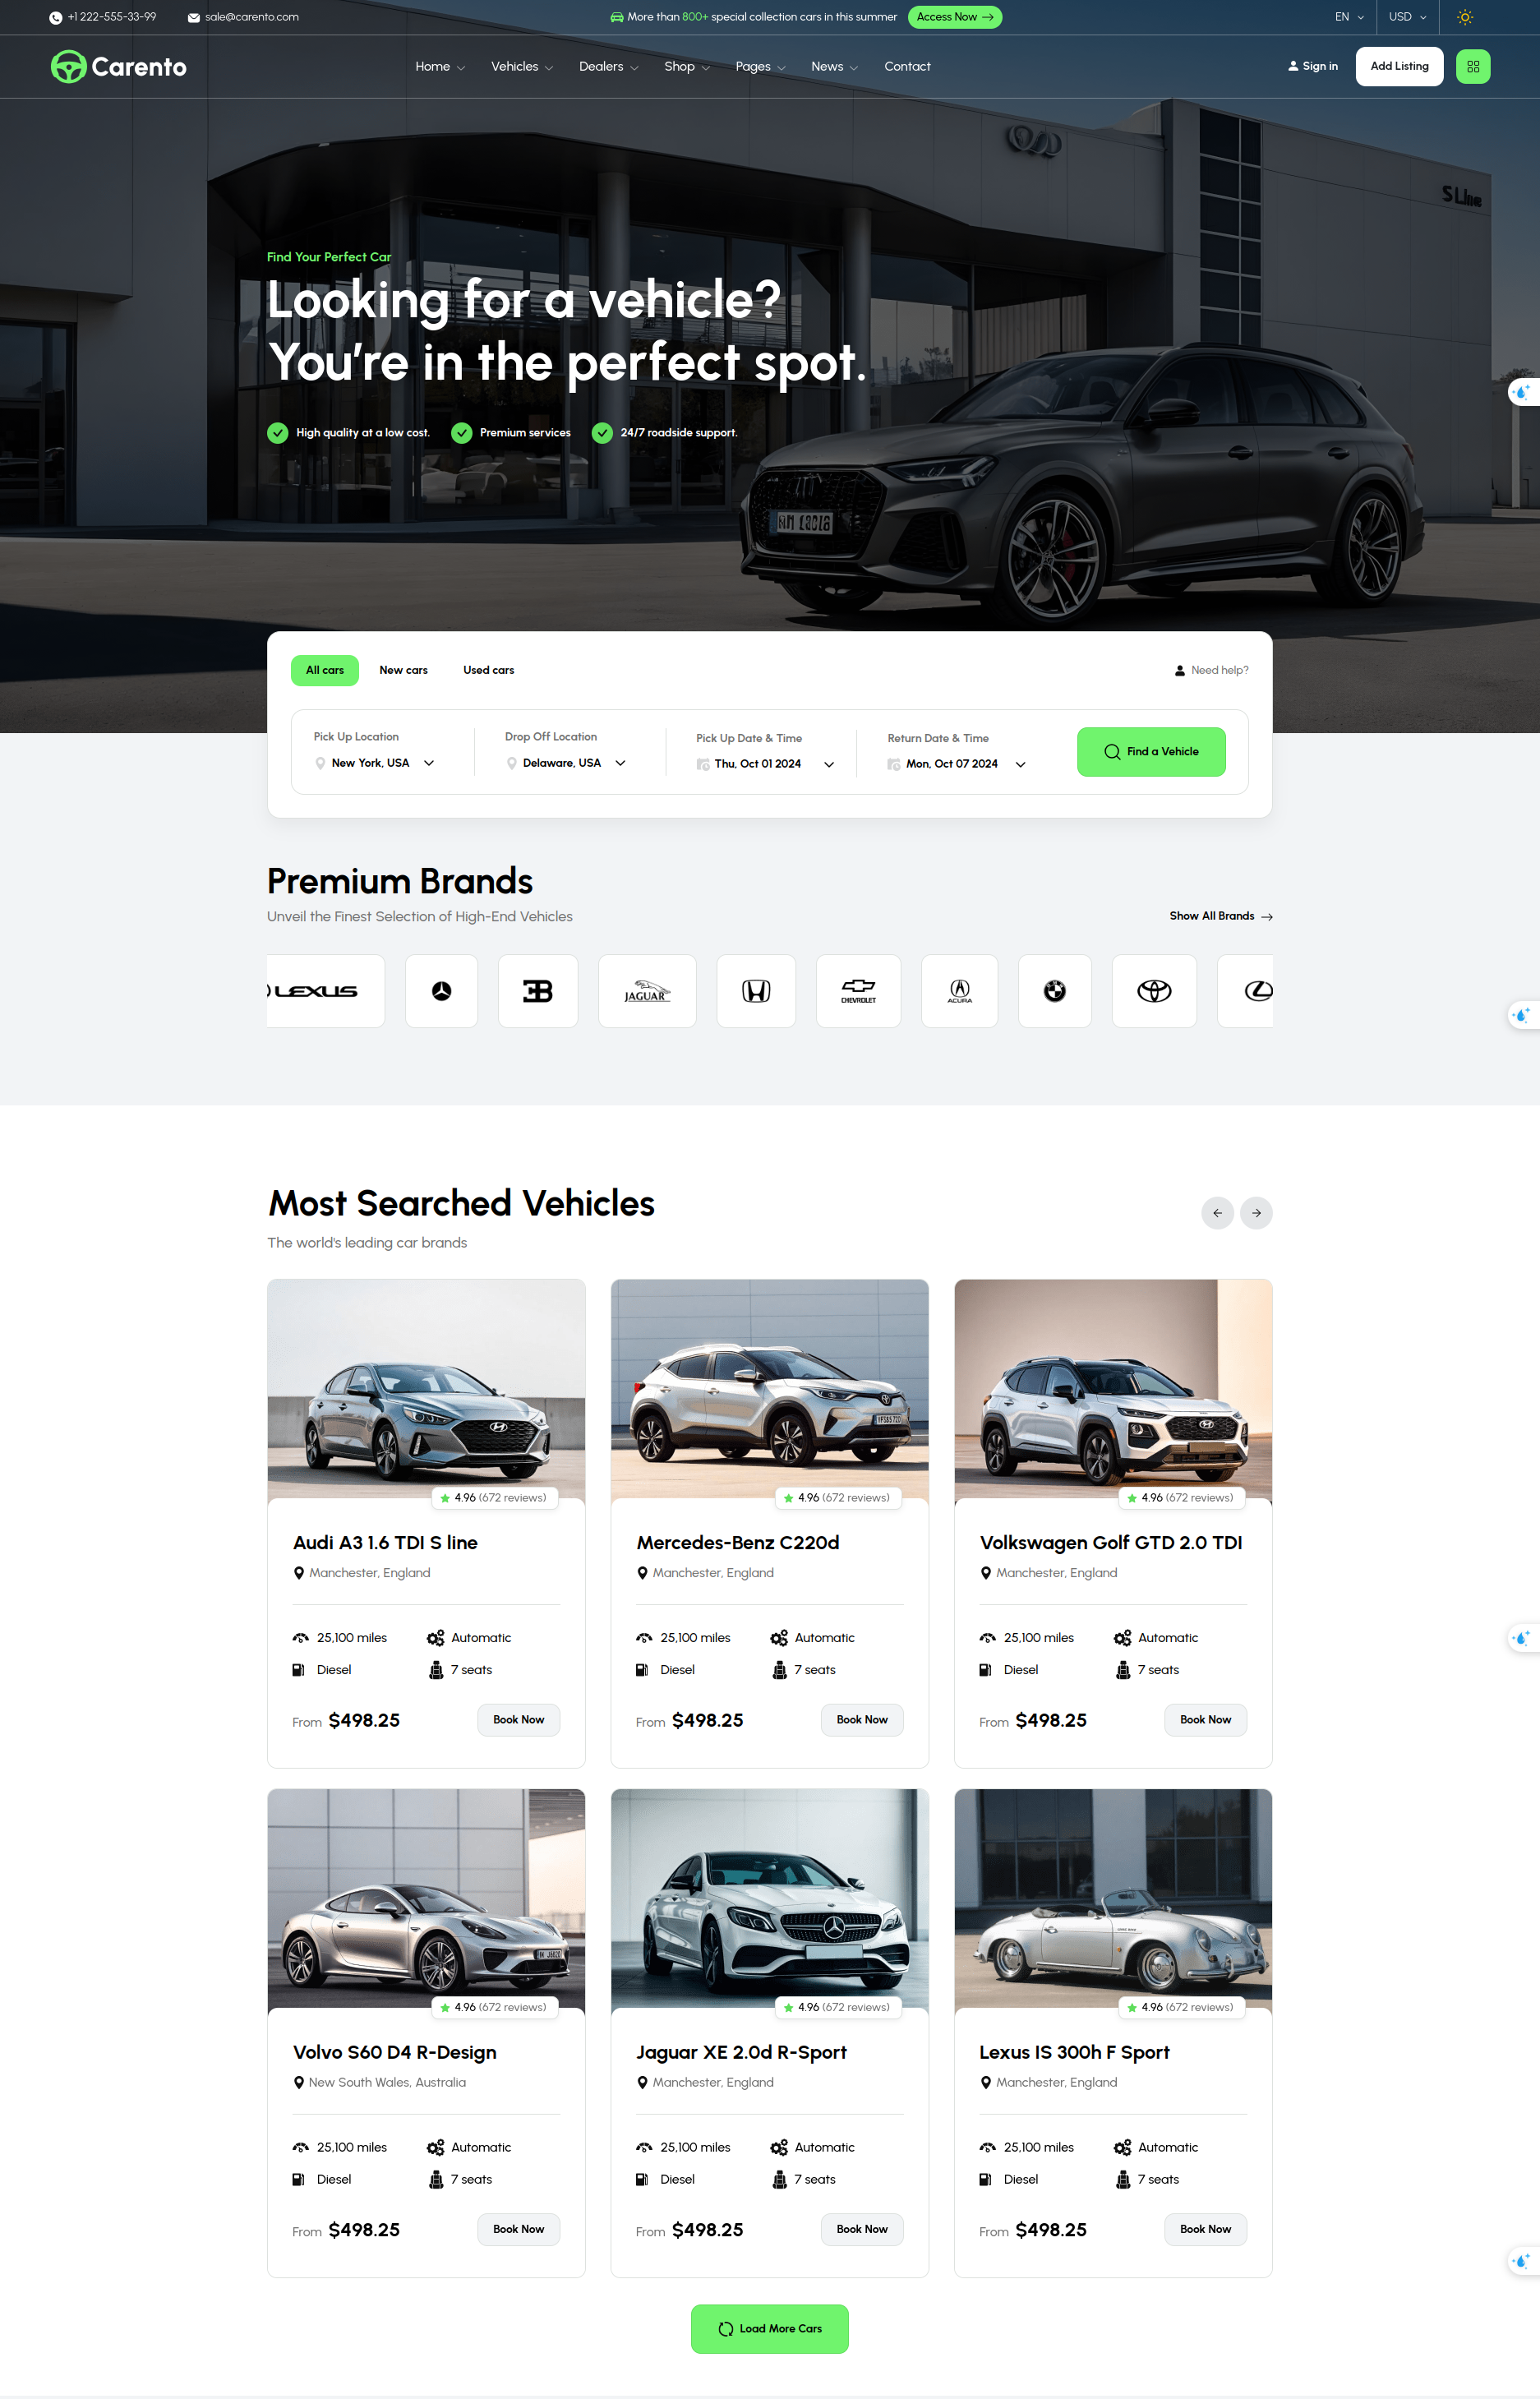 +1 222-555-33-99
sale@carento.com
More than 800+ special collection cars in this summer
Access Now
EN
USD
Carento
Home
Vehicles
Dealers
Shop
Pages
News
Contact
Sign in
Add Listing
S Line
Find Your Perfect Car
Looking for a vehicle?
You're in the perfect spot.
High quality at a low cost.
Premium services
24/7 roadside support.
All cars
New cars
Used cars
Need help?
Pick Up Location
New York, USA
Drop Off Location
Delaware, USA
Pick Up Date & Time
Thu, Oct 01 2024
Return Date & Time
Mon, Oct 07 2024
Find a Vehicle
Premium Brands
Unveil the Finest Selection of High-End Vehicles
Show All Brands
LEXUS
JAGUAR
CHEVROLET
ACURA
Most Searched Vehicles
The world's leading car brands
4.96 (672 reviews)
4.96 (672 reviews)
4.96 (672 reviews)
Audi A3 1.6 TDI S line
Mercedes-Benz C220d
Volkswagen Golf GTD 2.0 TDI
Manchester, England
Manchester, England
Manchester, England
25,100 miles
Automatic
25,100 miles
Automatic
25,100 miles
Automatic
Diesel
7 seats
Diesel
7 seats
Diesel
7 seats
From $498.25
Book Now
From $498.25
Book Now
From $498.25
Book Now
4.96 (672 reviews)
4.96 (672 reviews)
4.96 (672 reviews)
Volvo S60 D4 R-Design
Jaguar XE 2.0d R-Sport
Lexus IS 300h F Sport
New South Wales, Australia
Manchester, England
Manchester, England
25,100 miles
Automatic
25,100 miles
Automatic
25,100 miles
Automatic
Diesel
7 seats
Diesel
7 seats
Diesel
7 seats
From $498.25
Book Now
From $498.25
Book Now
From $498.25
Book Now
Load More Cars